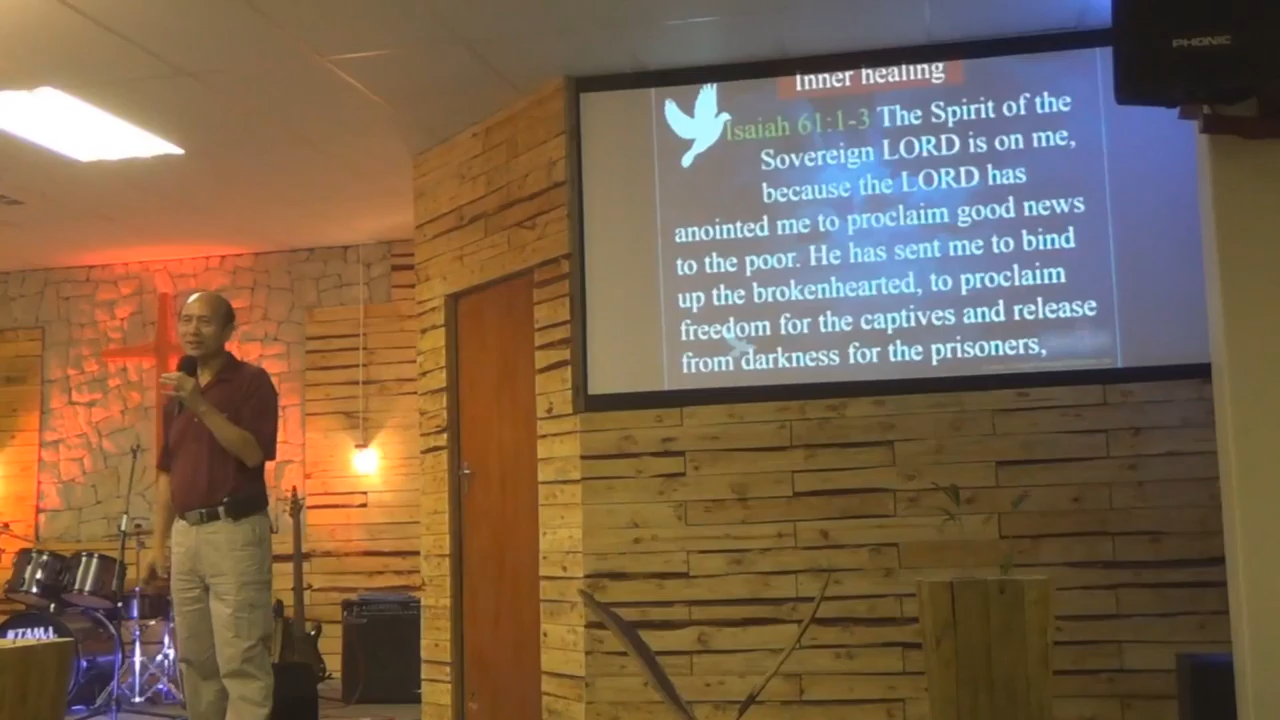 PHONIC
Inner healing
Isaiah 61:1-3 The Spirit of the
Sovereign LORD is on me,
because the LORD has
anointed me to proclaim good news
to the poor. He has sent me to bind
up the brokenhearted, to proclaim
freedom for the captives and release
from darkness for the prisoners,
TAMA